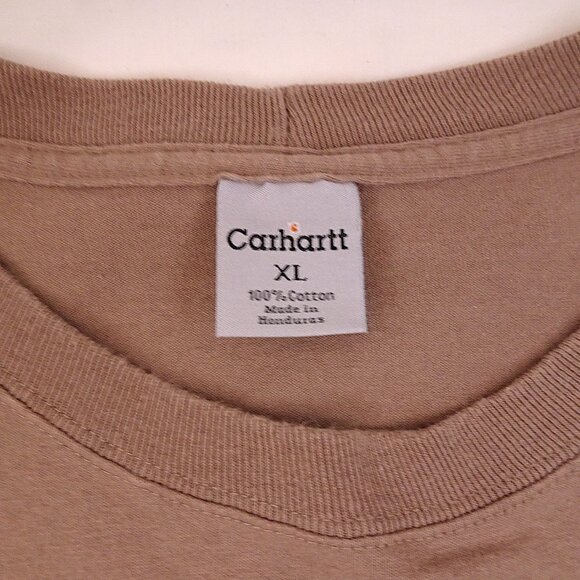 Carhartt
XL
100% Cotton
Made in
Honduras